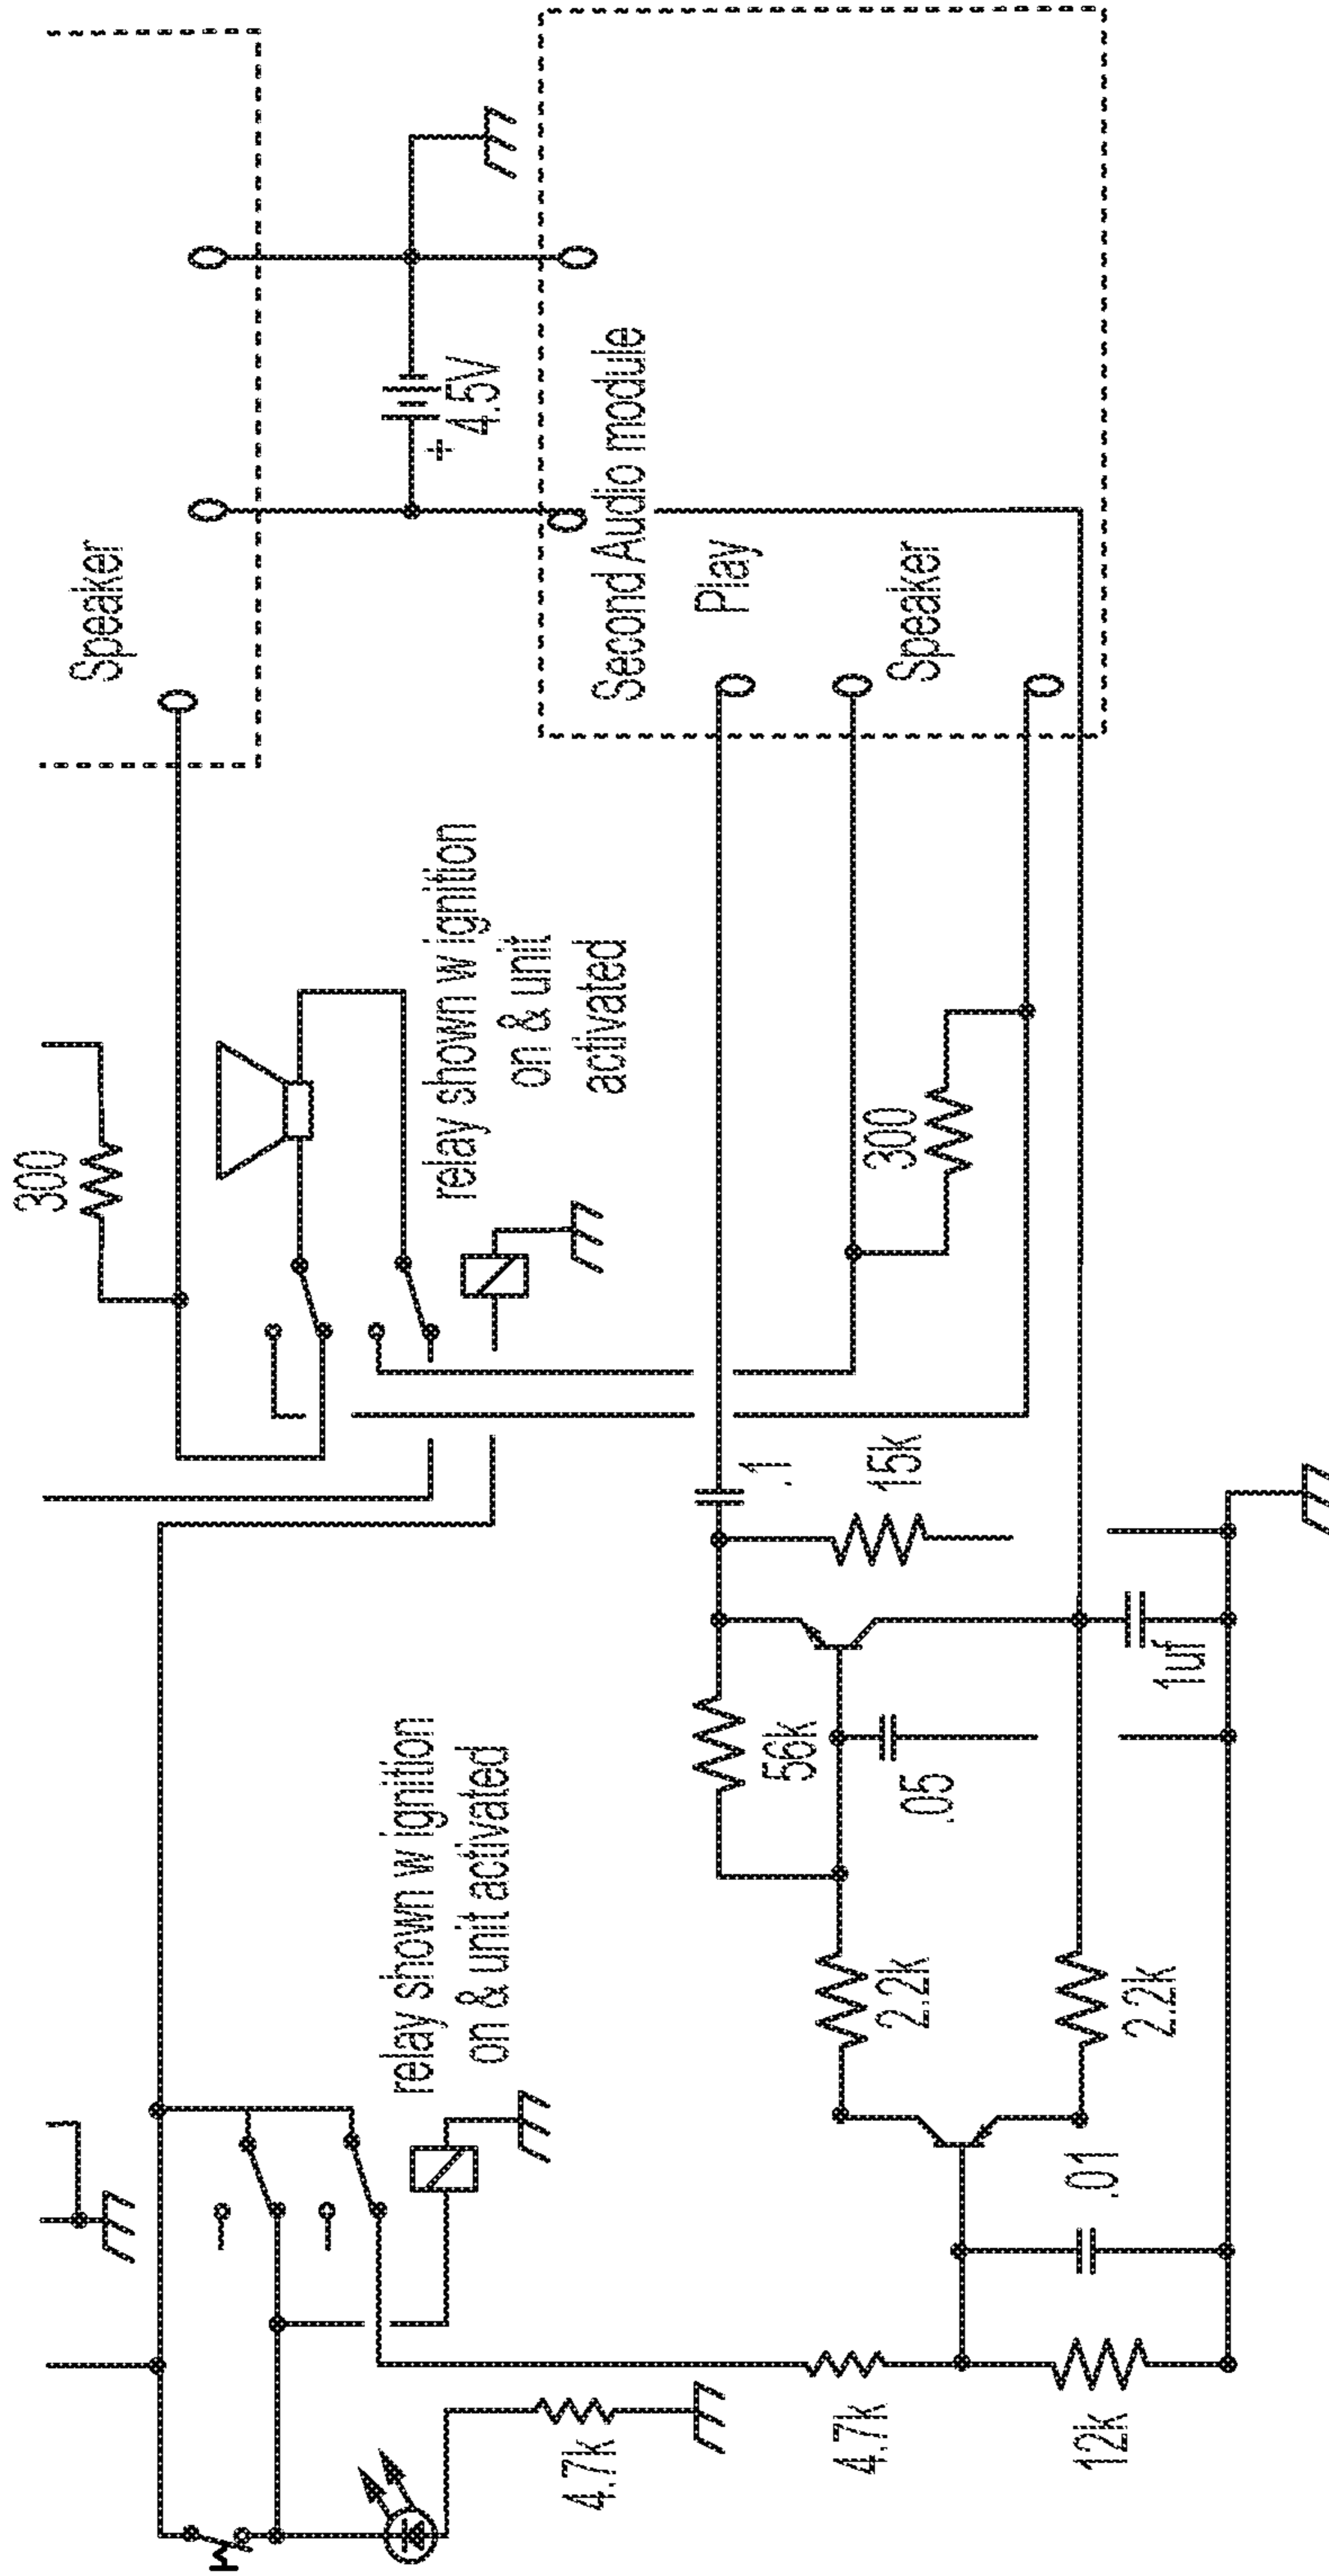 300
Speaker
relay shown w ignition
on & unit
activated
+
4.5V
relay shown w ignition
on & unit activated
Second Audio module
Play
Speaker
300
.1
15k
56k
.05
1uf
2.2k
2.2k
.01
4.7k
4.7k
12k